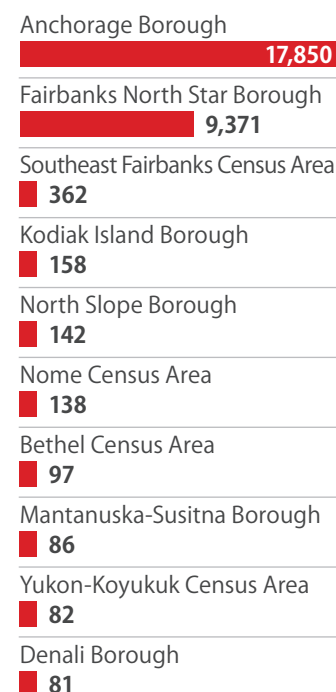 Anchorage Borough
17,850
Fairbanks North Star Borough
9,371
Southeast Fairbanks Census Area
362
Kodiak Island Borough
158
North Slope Borough
142
Nome Census Area
138
Bethel Census Area
97
Mantanuska-Susitna Borough
86
Yukon-Koyukuk Census Area
82
Denali Borough
81